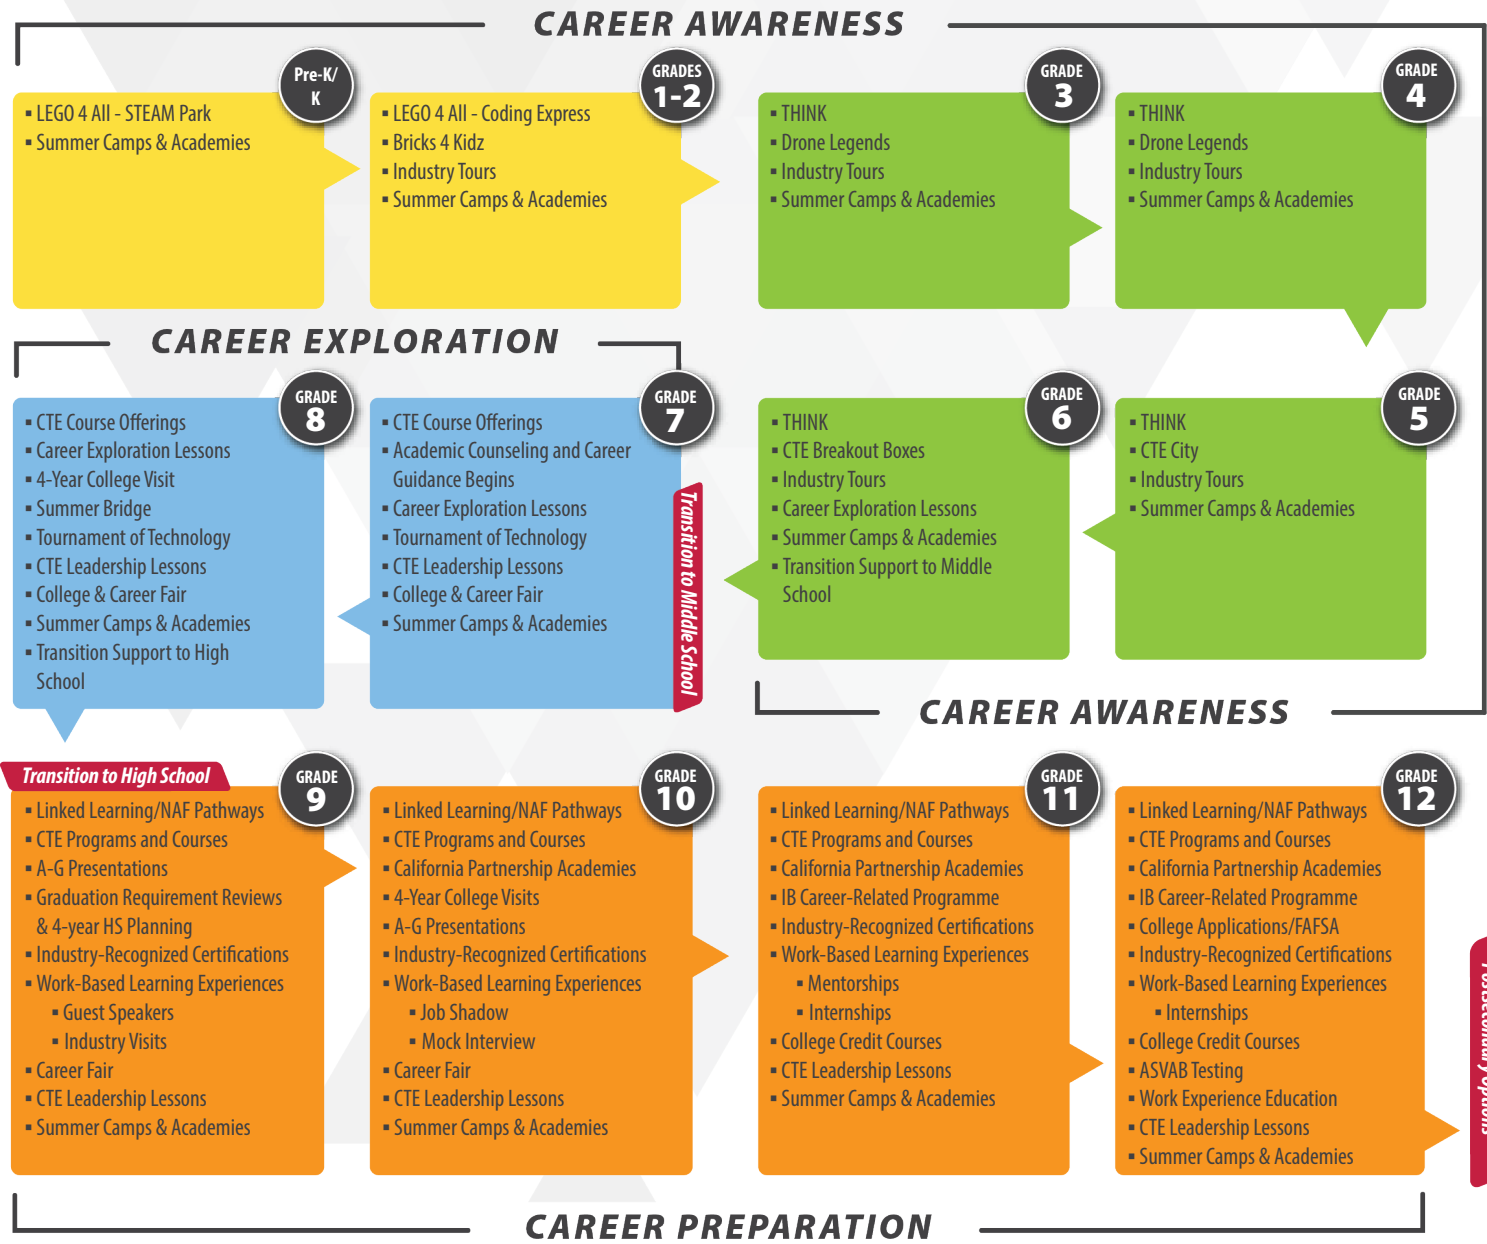 CAREER AWARENESS
Pre-K/
K
▪ LEGO 4 All - STEAM Park
▪ Summer Camps & Academies
GRADES
1-2
▪ LEGO 4 All - Coding Express
▪ Bricks 4 Kidz
▪ Industry Tours
▪ Summer Camps & Academies
GRADE
3
▪ THINK
▪ Drone Legends
▪ Industry Tours
▪ Summer Camps & Academies
GRADE
4
▪ THINK
▪ Drone Legends
▪ Industry Tours
▪ Summer Camps & Academies
GRADE
5
▪ THINK
▪ CTE City
▪ Industry Tours
▪ Summer Camps & Academies
GRADE
6
▪ THINK
▪ CTE Breakout Boxes
▪ Industry Tours
▪ Career Exploration Lessons
▪ Summer Camps & Academies
▪ Transition Support to Middle
School
CAREER AWARENESS
CAREER EXPLORATION
Transition to Middle School
GRADE
7
▪ CTE Course Offerings
▪ Academic Counseling and Career
Guidance Begins
▪ Career Exploration Lessons
▪ Tournament of Technology
▪ CTE Leadership Lessons
▪ College & Career Fair
▪ Summer Camps & Academies
GRADE
8
▪ CTE Course Offerings
▪ Career Exploration Lessons
▪ 4-Year College Visit
▪ Summer Bridge
▪ Tournament of Technology
▪ CTE Leadership Lessons
▪ College & Career Fair
▪ Summer Camps & Academies
▪ Transition Support to High
School
Transition to High School
GRADE
9
▪ Linked Learning/NAF Pathways
▪ CTE Programs and Courses
▪ A-G Presentations
▪ Graduation Requirement Reviews
& 4-year HS Planning
▪ Industry-Recognized Certifications
▪ Work-Based Learning Experiences
▪ Guest Speakers
▪ Industry Visits
▪ Career Fair
▪ CTE Leadership Lessons
▪ Summer Camps & Academies
GRADE
10
▪ Linked Learning/NAF Pathways
▪ CTE Programs and Courses
▪ California Partnership Academies
▪ 4-Year College Visits
▪ A-G Presentations
▪ Industry-Recognized Certifications
▪ Work-Based Learning Experiences
▪ Job Shadow
▪ Mock Interview
▪ Career Fair
▪ CTE Leadership Lessons
▪ Summer Camps & Academies
GRADE
11
▪ Linked Learning/NAF Pathways
▪ CTE Programs and Courses
▪ California Partnership Academies
▪ IB Career-Related Programme
▪ Industry-Recognized Certifications
▪ Work-Based Learning Experiences
▪ Mentorships
▪ Internships
▪ College Credit Courses
▪ CTE Leadership Lessons
▪ Summer Camps & Academies
GRADE
12
▪ Linked Learning/NAF Pathways
▪ CTE Programs and Courses
▪ California Partnership Academies
▪ IB Career-Related Programme
▪ College Applications/FAFSA
▪ Industry-Recognized Certifications
▪ Work-Based Learning Experiences
▪ Internships
▪ College Credit Courses
▪ ASVAB Testing
▪ Work Experience Education
▪ CTE Leadership Lessons
▪ Summer Camps & Academies
CAREER PREPARATION